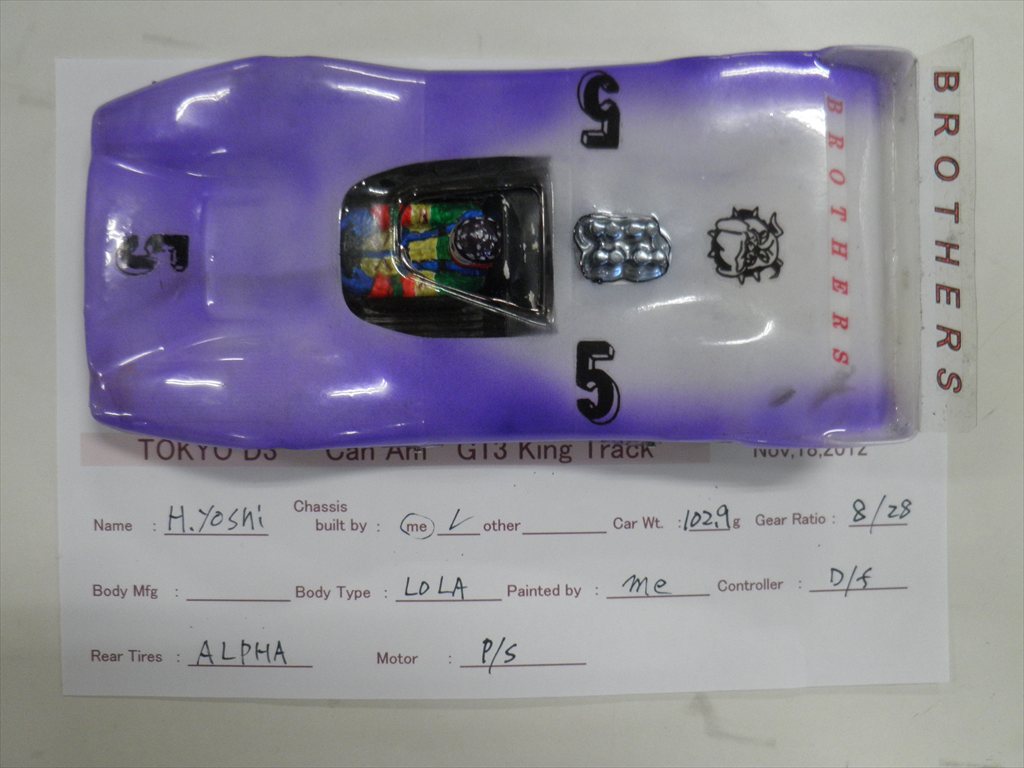 5
5
5
BROTHERS
BROTHERS
TOKYO D3 Can Am GT3 King Track Nov,18,2012
Name : H.Yoshi Chassis built by : me ✓ other Car Wt. : 102.9 g Gear Ratio : 8/28
Body Mfg : Body Type : LOLA Painted by : me Controller : D/f
Rear Tires : ALPHA Motor : P/S